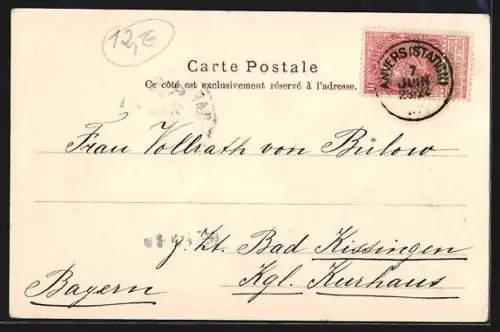 12,E
Carte Postale
Ce côté est exclusivement réservé à l'adresse.
ANVERS (STATION)
7
JUIN
Frau Vollrath von Bülow
z. Zt. Bad Kissingen
Kgl. Kurhaus
Bayern